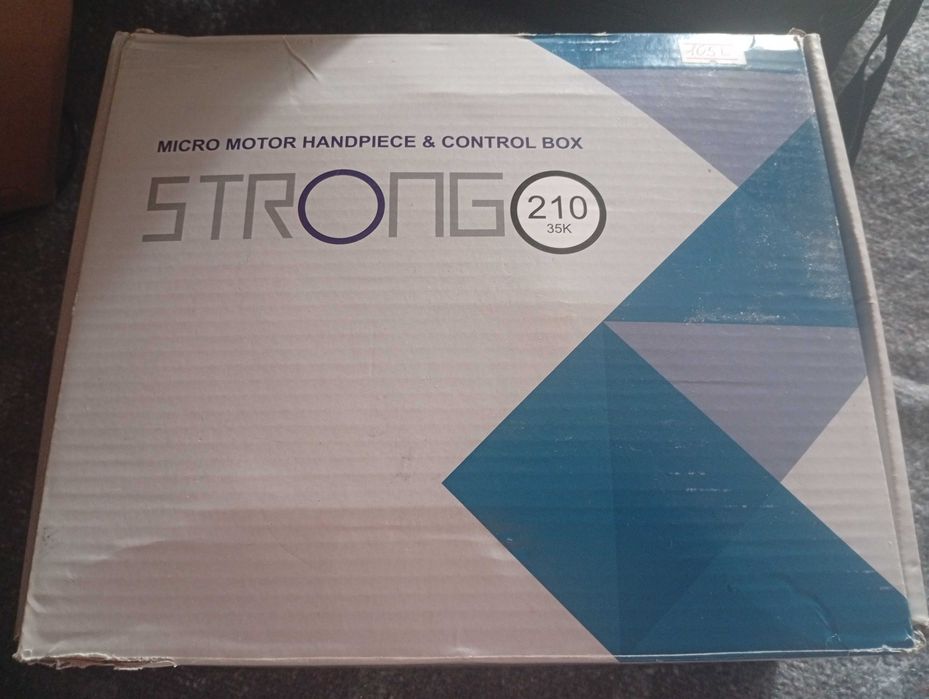 MICRO MOTOR HANDPIECE & CONTROL BOX
STRONG 210
35K